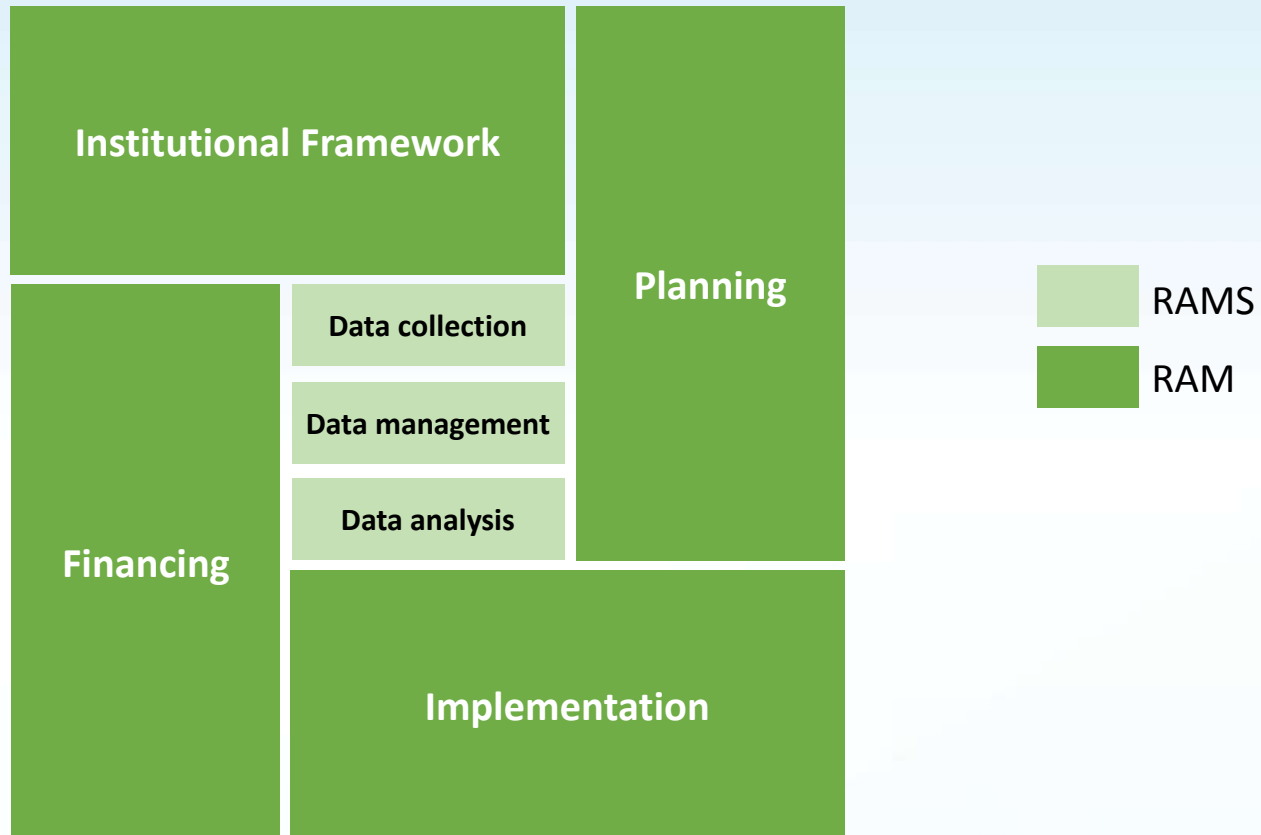 Institutional Framework
Planning
Data collection
Data management
Data analysis
Financing
Implementation
RAMS
RAM